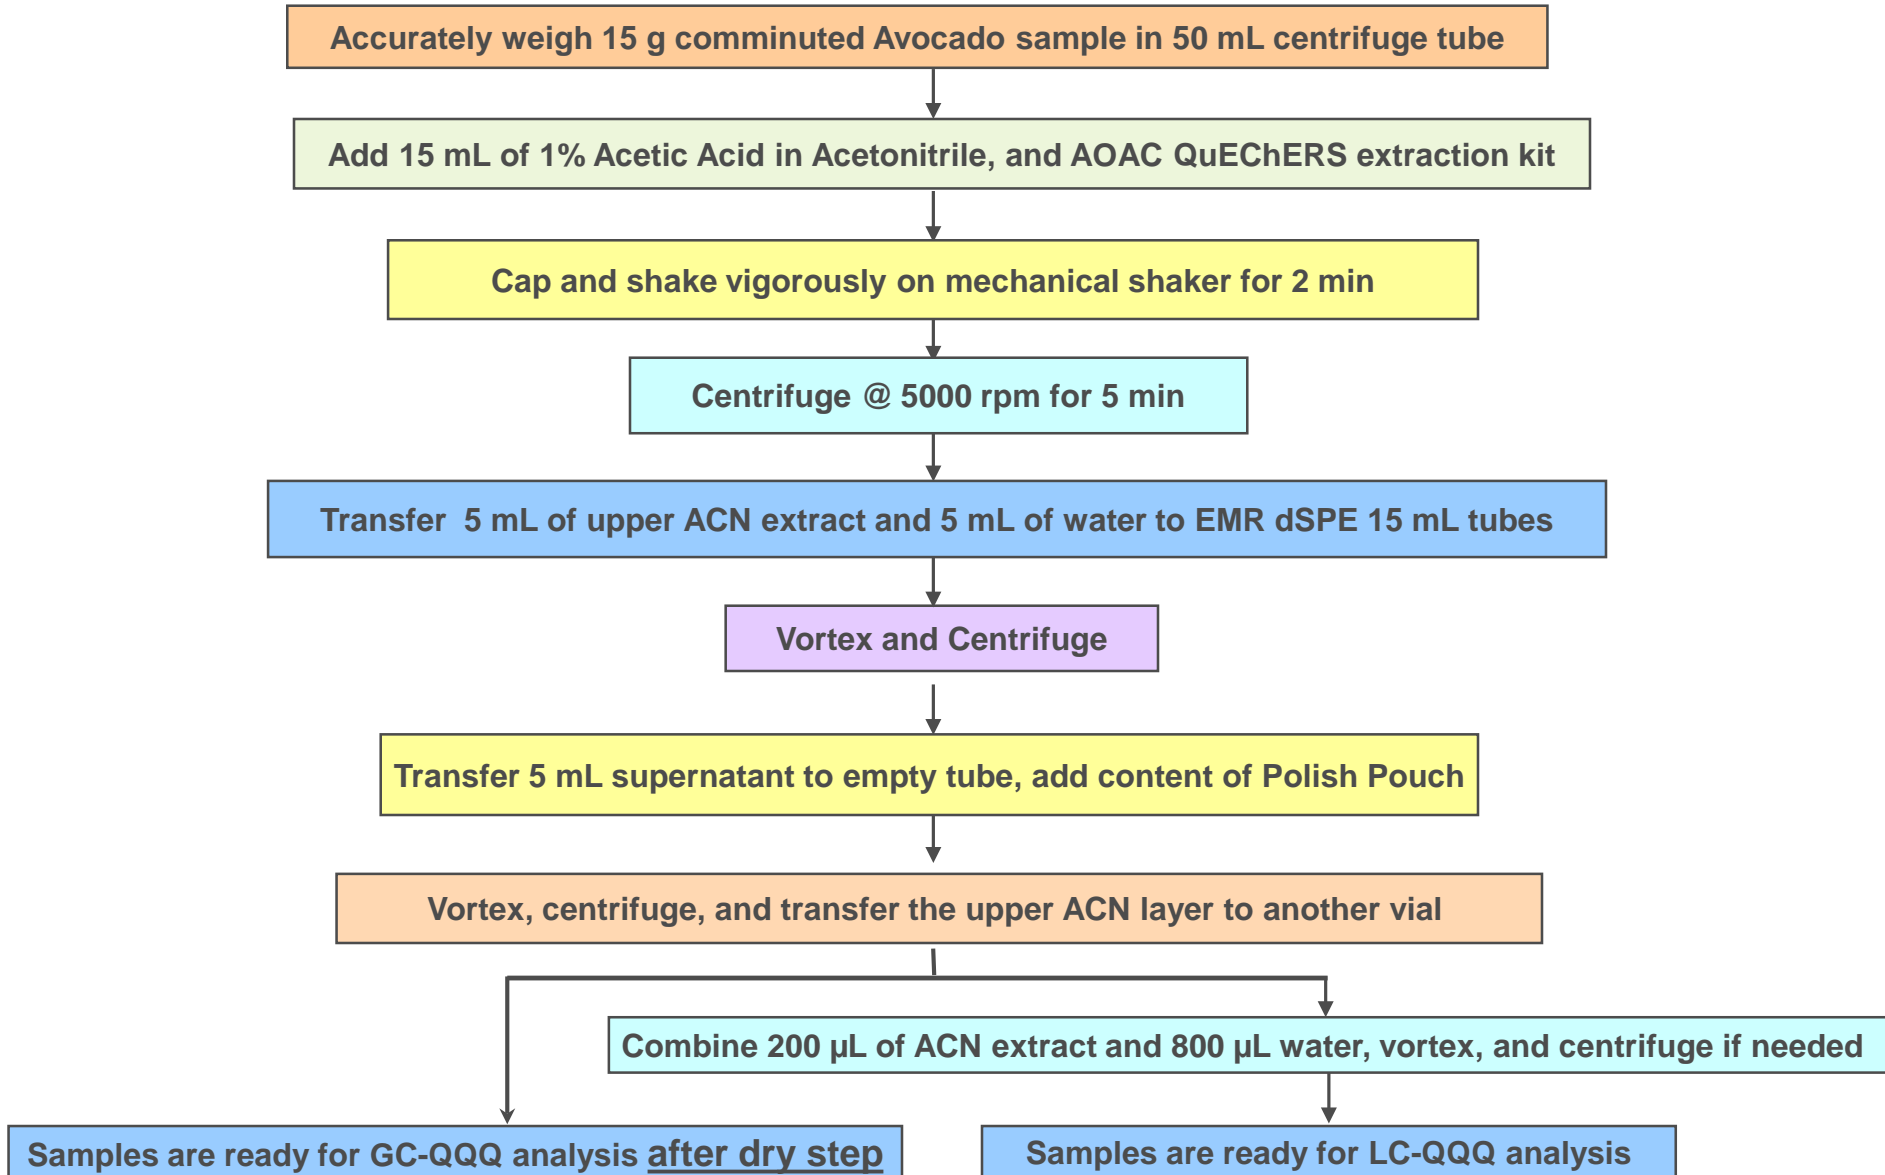 Accurately weigh 15 g comminuted Avocado sample in 50 mL centrifuge tube
Add 15 mL of 1% Acetic Acid in Acetonitrile, and AOAC QuEChERS extraction kit
Cap and shake vigorously on mechanical shaker for 2 min
Centrifuge @ 5000 rpm for 5 min
Transfer 5 mL of upper ACN extract and 5 mL of water to EMR dSPE 15 mL tubes
Vortex and Centrifuge
Transfer 5 mL supernatant to empty tube, add content of Polish Pouch
Vortex, centrifuge, and transfer the upper ACN layer to another vial
Combine 200 µL of ACN extract and 800 µL water, vortex, and centrifuge if needed
Samples are ready for GC-QQQ analysis after dry step
Samples are ready for LC-QQQ analysis